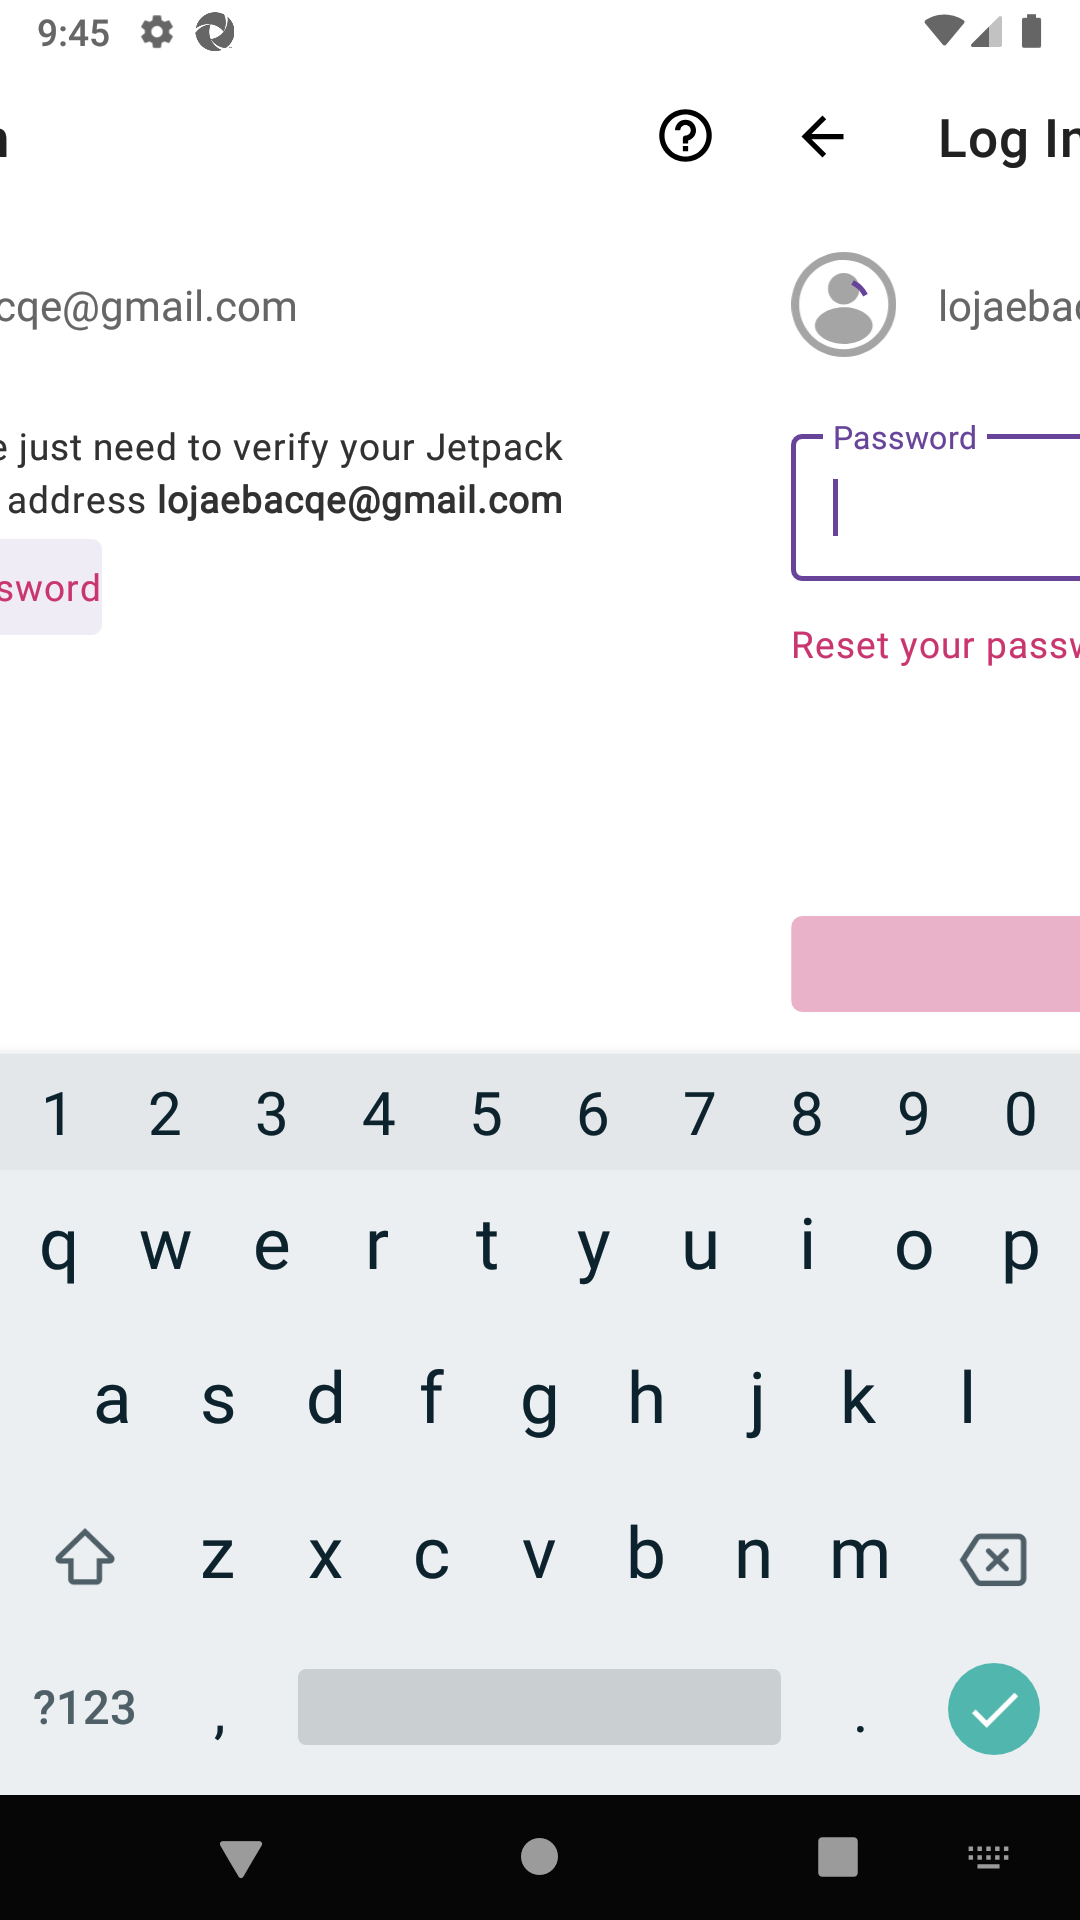 9:45
Log In
cqe@gmail.com
lojaebac
e just need to verify your Jetpack
address lojaebacqe@gmail.com
sword
Password
Reset your passw
1 2 3 4 5 6 7 8 9 0
q w e r t y u i o p
a s d f g h j k l
z x c v b n m
?123 , .